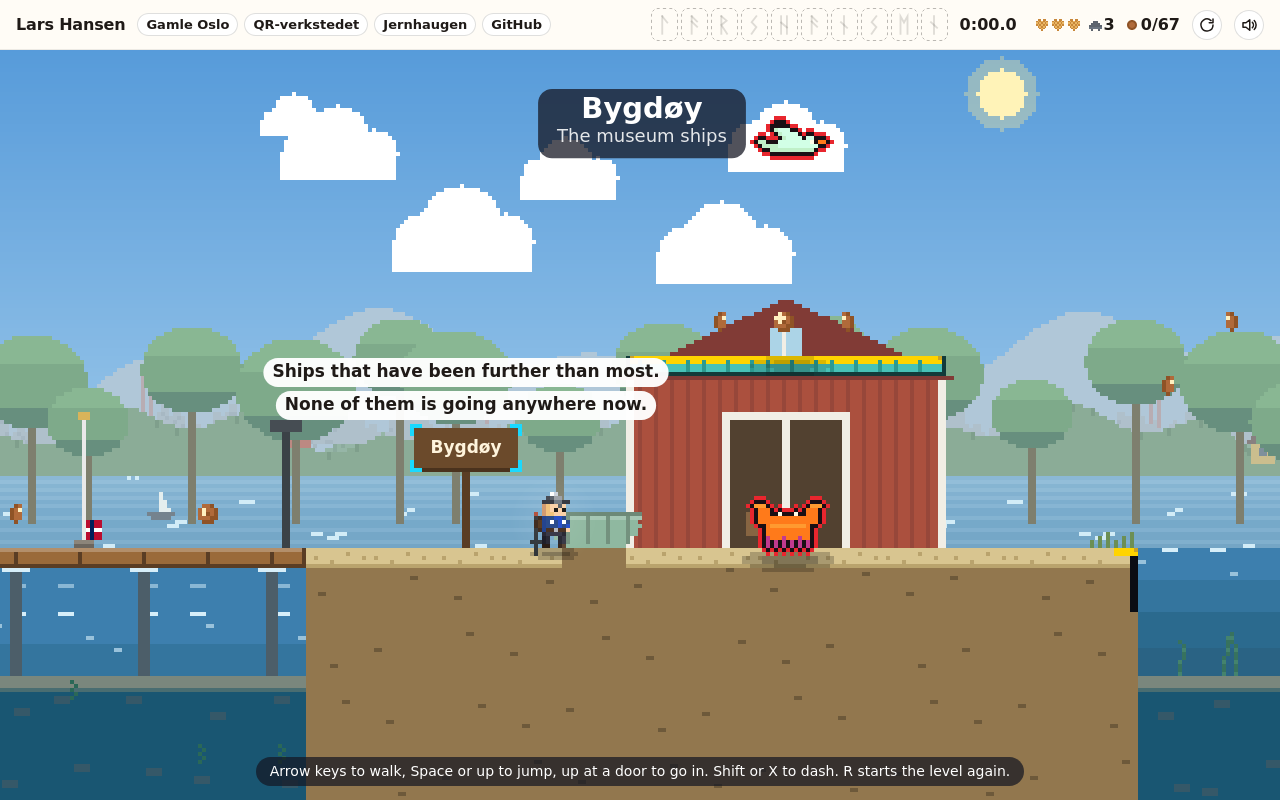 Lars Hansen
Gamle Oslo
QR-verkstedet
Jernhaugen
GitHub
ᛚ ᚫ ᚱ ᛊ ᚺ ᚫ ᚾ ᛊ ᛖ ᚾ
0:00.0
3
0/67
Bygdøy
The museum ships
Ships that have been further than most.
None of them is going anywhere now.
Bygdøy
Arrow keys to walk, Space or up to jump, up at a door to go in. Shift or X to dash. R starts the level again.